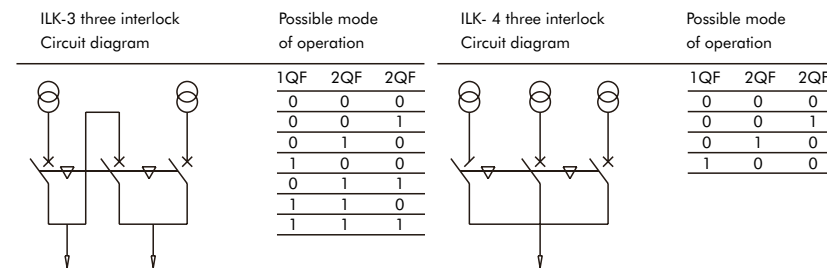 ILK-3 three interlock
Circuit diagram
Possible mode
of operation
1QF 2QF 2QF
0 0 0
0 0 1
0 1 0
1 0 0
0 1 1
1 1 0
1 1 1
ILK- 4 three interlock
Circuit diagram
Possible mode
of operation
1QF 2QF 2QF
0 0 0
0 0 1
0 1 0
1 0 0